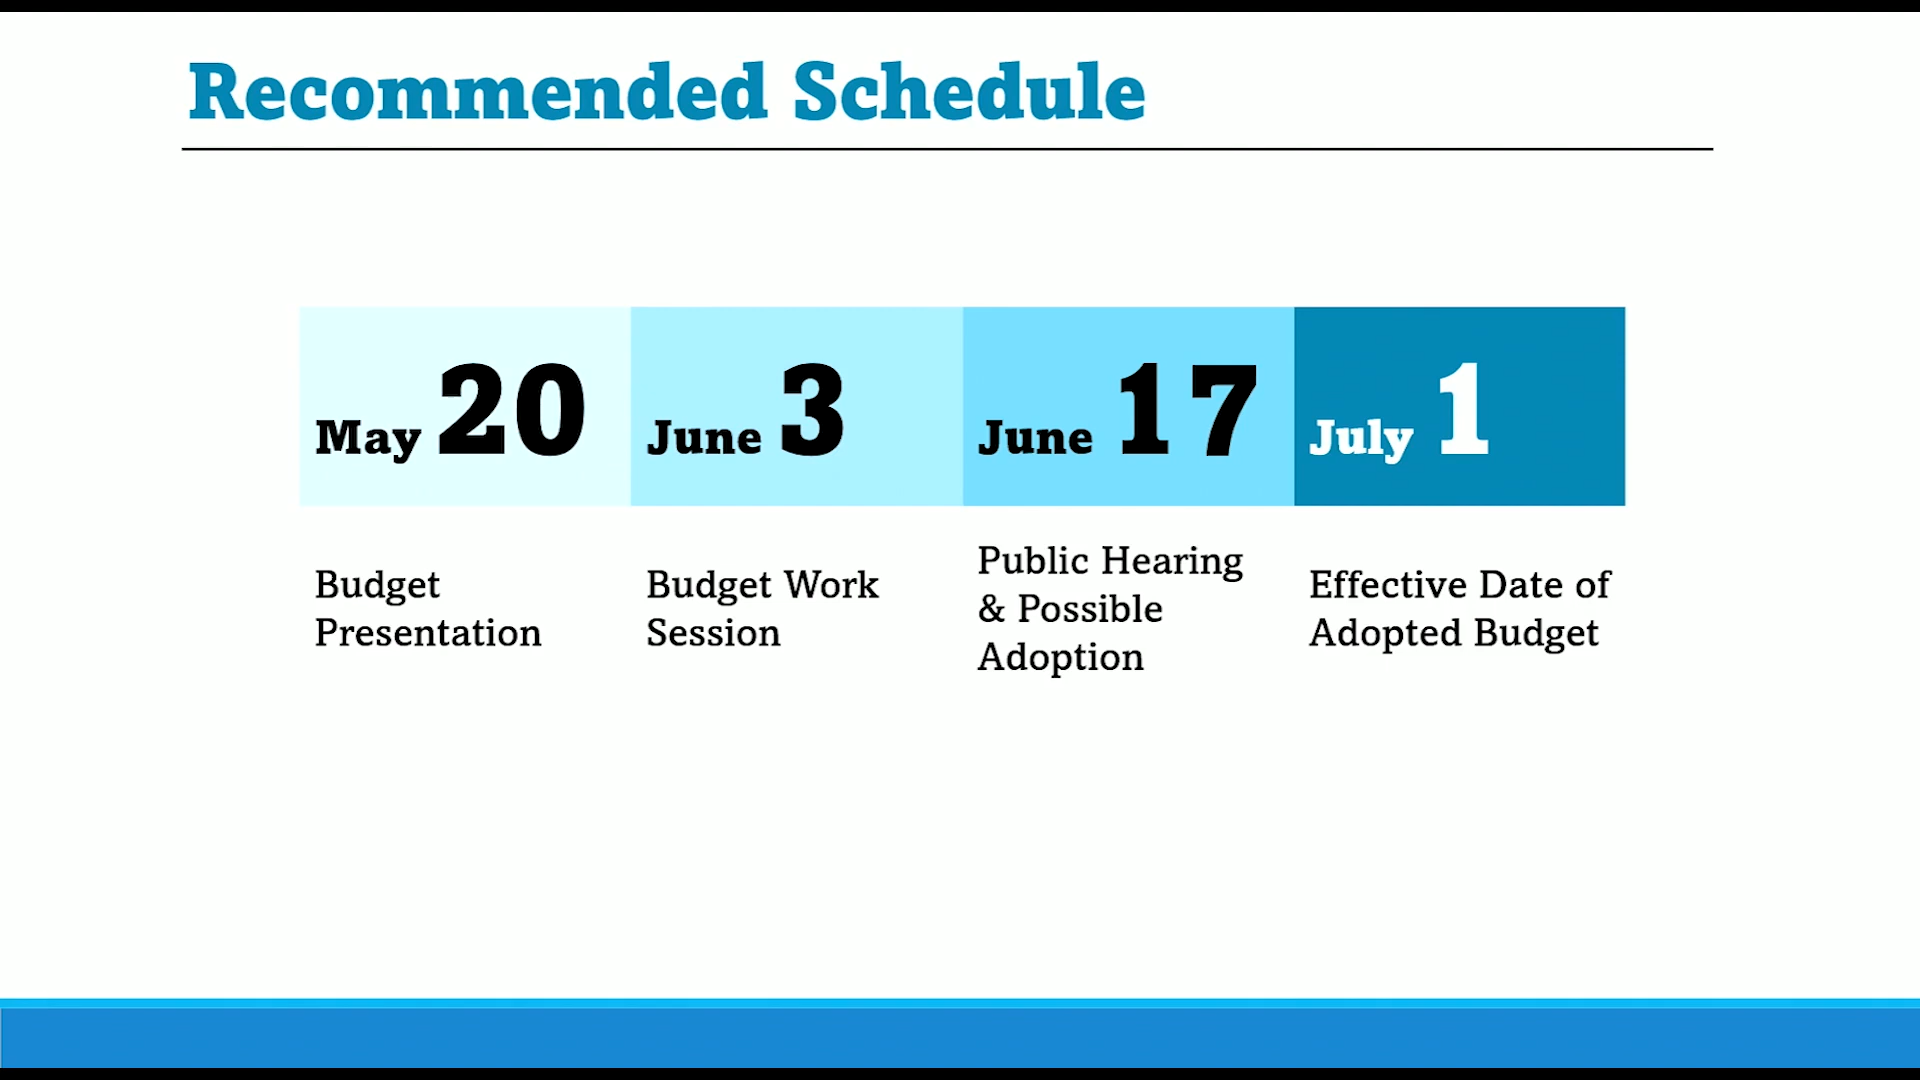 Recommended Schedule
May 20
June 3
June 17
July 1
Budget
Presentation
Budget Work
Session
Public Hearing
& Possible
Adoption
Effective Date of
Adopted Budget